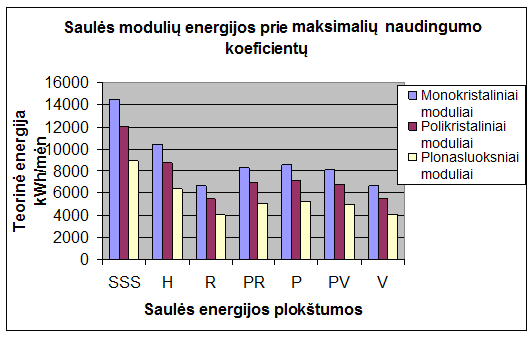 Saulės modulių energijos prie maksimalių naudingumo
koeficientų
Teorinė energija
kWh/mėn
16000
14000
12000
10000
8000
6000
4000
2000
0
SSS H R PR P PV V
Saulės energijos plokštumos
Monokristaliniai
moduliai
Polikristaliniai
moduliai
Plonasluoksniai
moduliai